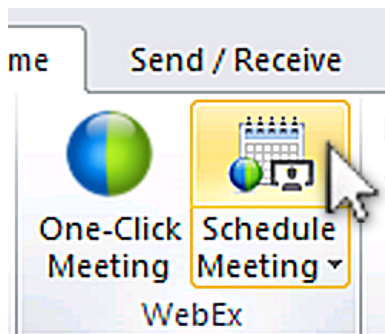 me Send / Receive
One-Click Schedule
Meeting Meeting
WebEx